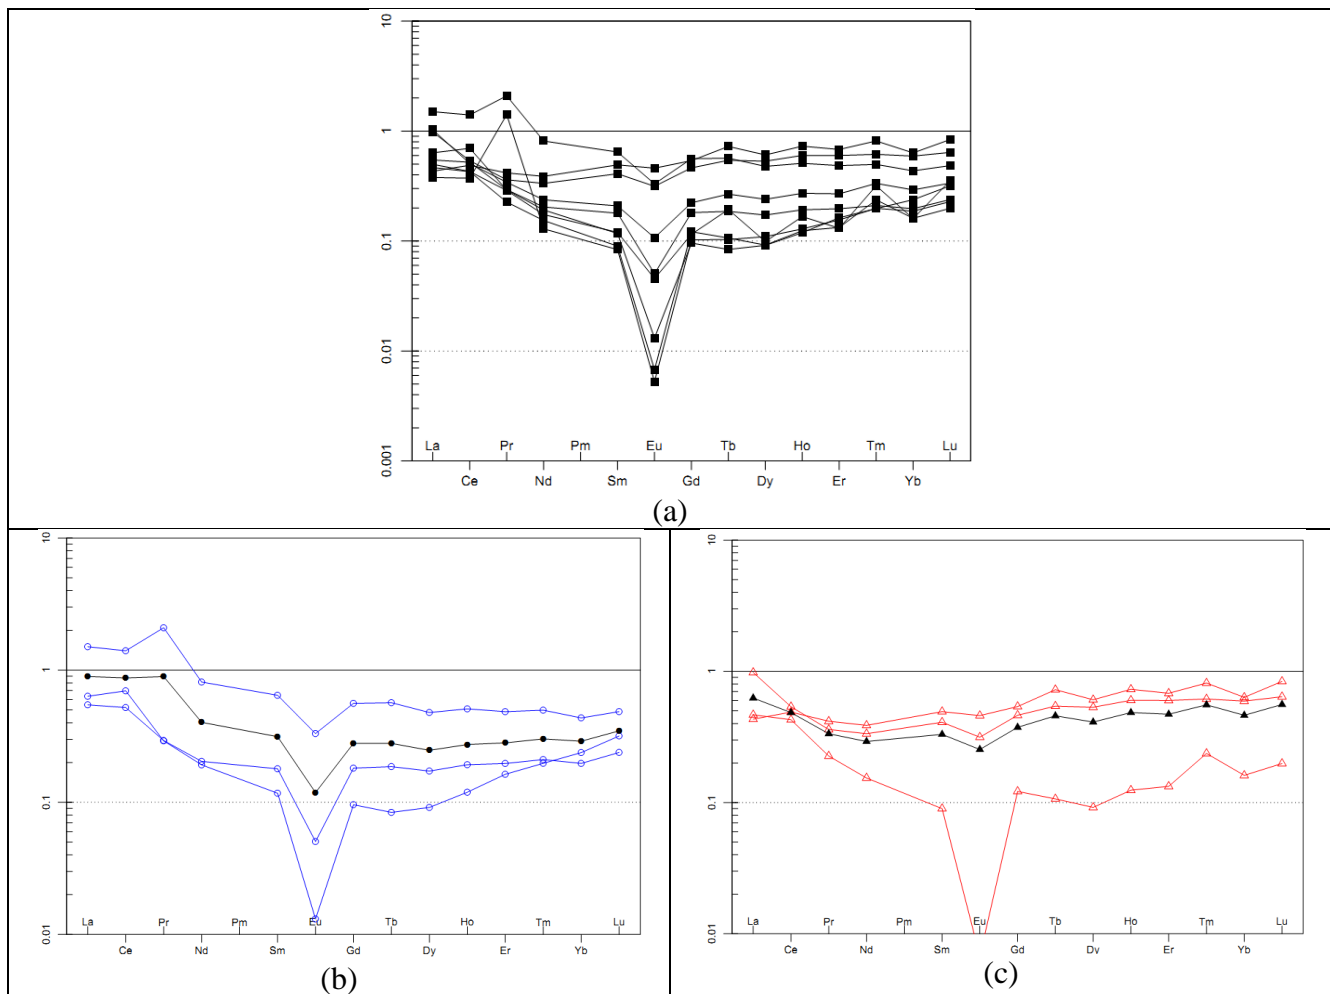 10
1
0.1
0.01
0.001
La Pr Pm Eu Tb Ho Tm Lu
Ce Nd Sm Gd Dy Er Yb
(a)
10
1
0.1
0.01
La Pr Pm Eu Tb Ho Tm Lu
Ce Nd Sm Gd Dy Er Yb
(b)
10
1
0.1
0.01
La Pr Pm Eu Tb Ho Tm Lu
Ce Nd Sm Gd Dy Er Yb
(c)